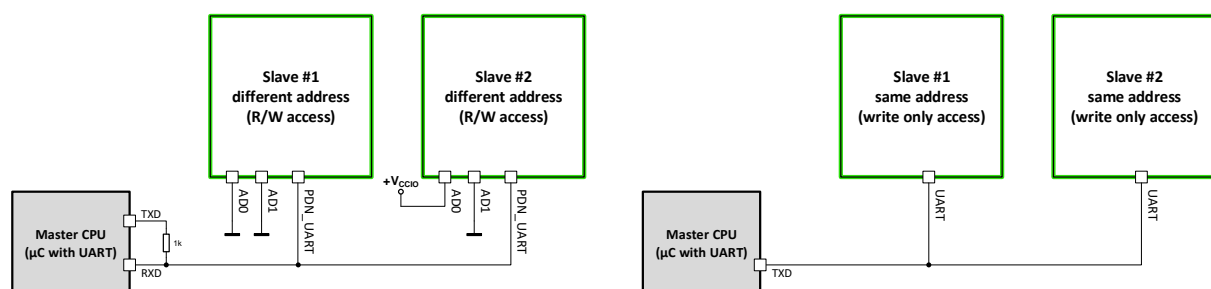 Slave #1
different address
(R/W access)
Slave #2
different address
(R/W access)
+VCCIO
AD0
AD1
PDN_UART
AD0
AD1
PDN_UART
Master CPU
(µC with UART)
TXD
1k
RXD
Slave #1
same address
(write only access)
Slave #2
same address
(write only access)
UART
UART
Master CPU
(µC with UART)
TXD